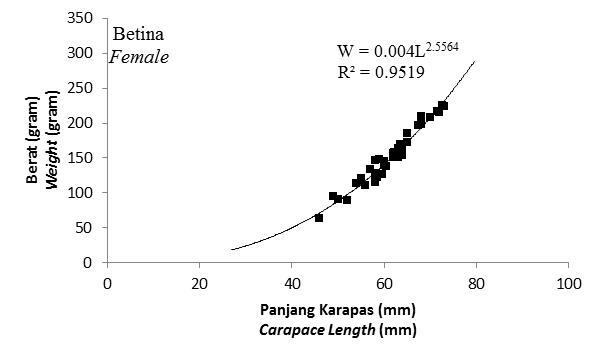 Betina
Female
W = 0.004L^2.5564
R² = 0.9519
350
300
250
200
150
100
50
0
Berat (gram)
Weight (gram)
0 20 40 60 80 100
Panjang Karapas (mm)
Carapace Length (mm)